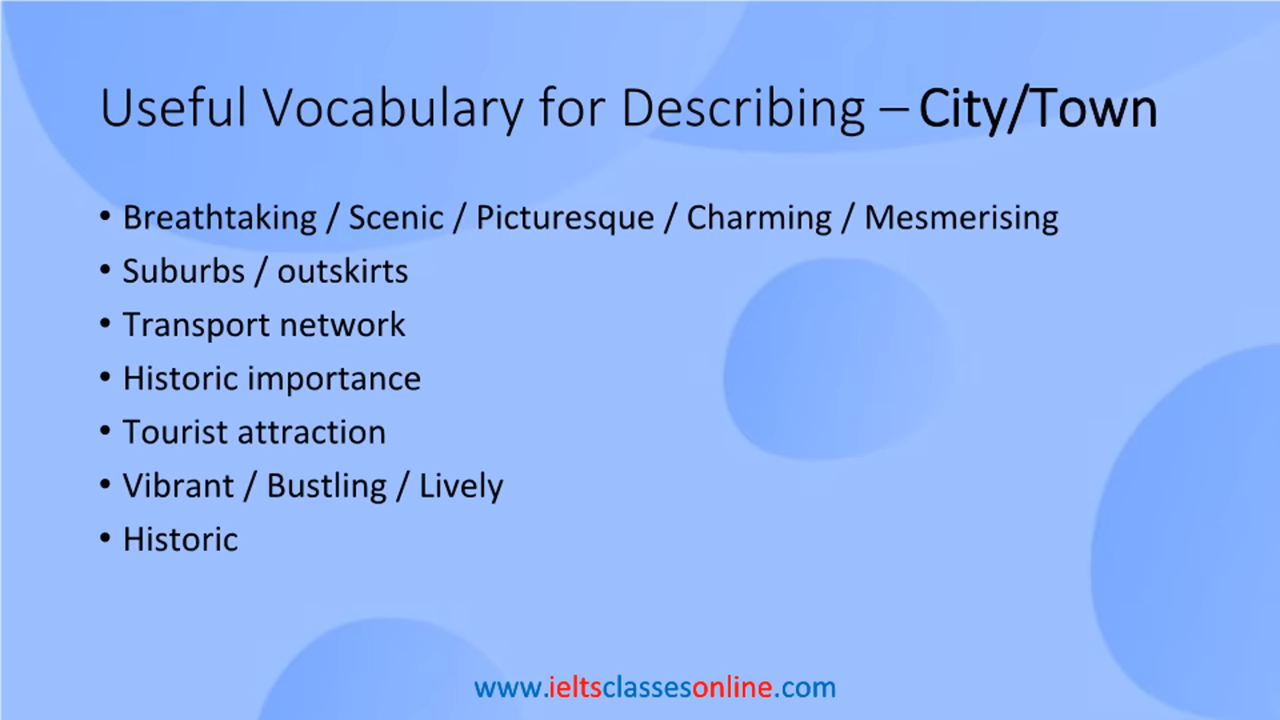 Useful Vocabulary for Describing – City/Town
• Breathtaking / Scenic / Picturesque / Charming / Mesmerising
• Suburbs / outskirts
• Transport network
• Historic importance
• Tourist attraction
• Vibrant / Bustling / Lively
• Historic
www.ieltsclassesonline.com